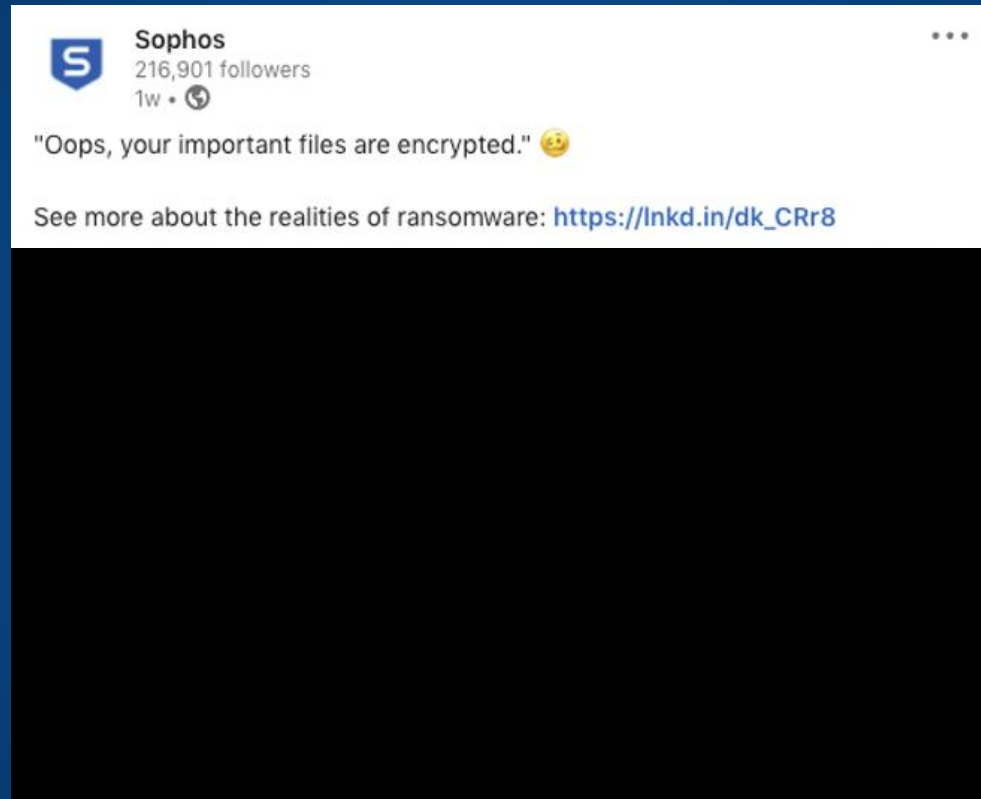 Sophos
216,901 followers
1w •
"Oops, your important files are encrypted." 🥴
See more about the realities of ransomware: https://lnkd.in/dk_CRr8